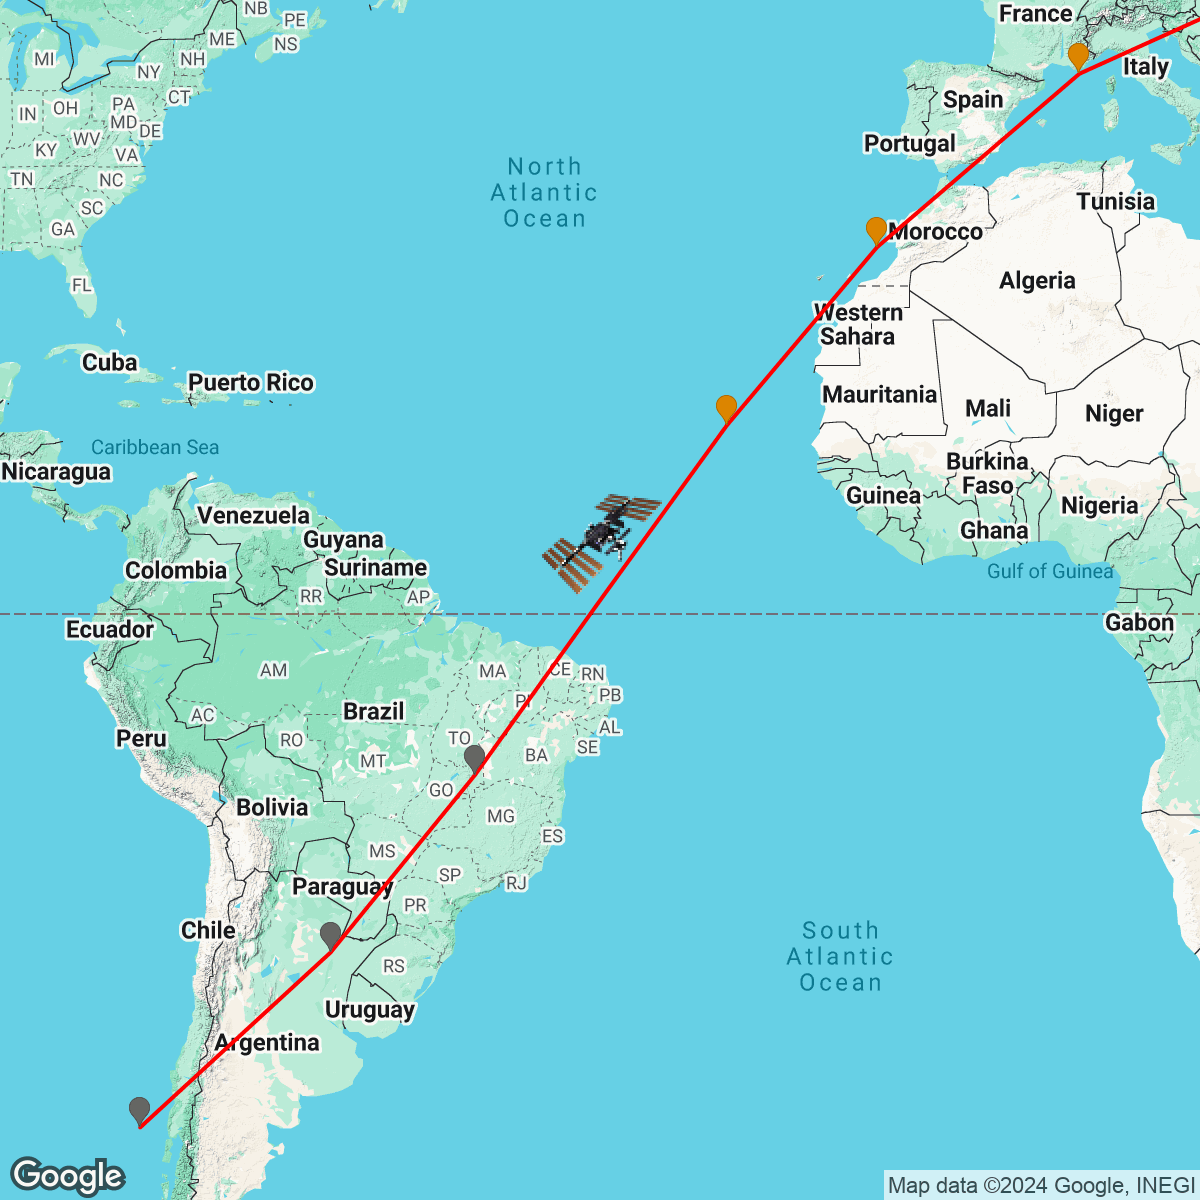 NB
PE
France
ME
NS
MI
NH
NY
Italy
CT
Spain
IN
OH
PA
MD
DE
WV
Portugal
KY
VA
North
Atlantic
Ocean
TN
NC
SC
Tunisia
GA
Morocco
Algeria
FL
Western
Sahara
Cuba
Puerto Rico
Mauritania
Mali
Niger
Caribbean Sea
Burkina
Faso
Nicaragua
Guinea
Nigeria
Venezuela
Ghana
Guyana
Colombia
Suriname
Gulf of Guinea
RR
AP
Ecuador
Gabon
AM
MA
CE
RN
PI
PB
AC
Brazil
AL
Peru
RO
TO
SE
MT
BA
GO
Bolivia
MG
ES
MS
SP
RJ
Paraguay
PR
Chile
South
Atlantic
Ocean
RS
Uruguay
Argentina
Google
Map data ©2024 Google, INEGI